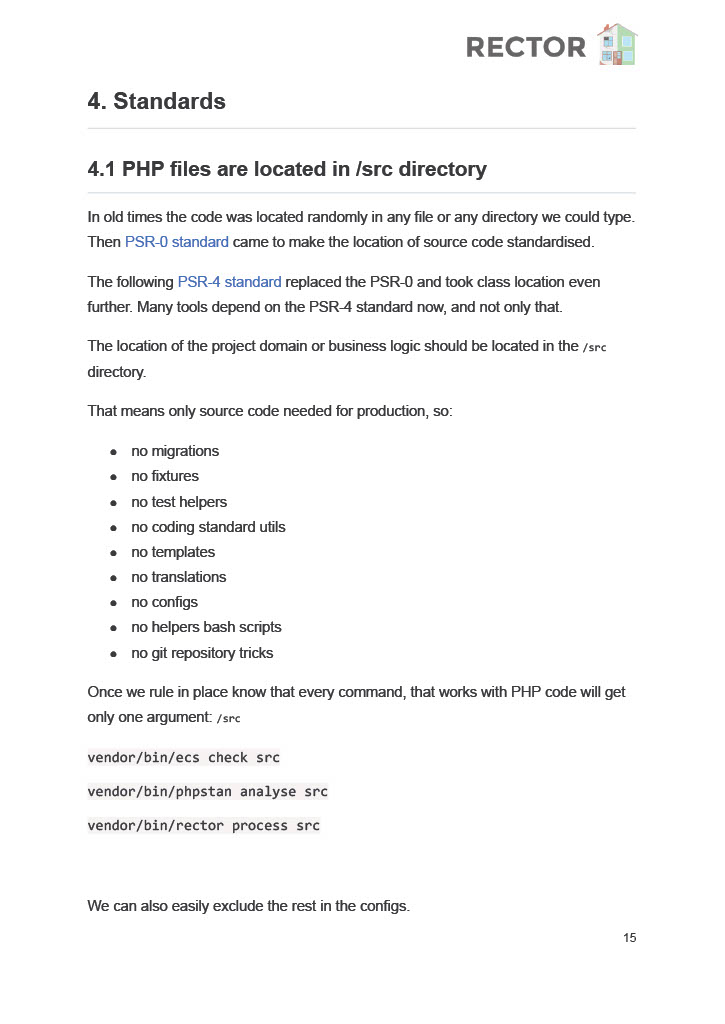 RECTOR
4. Standards
4.1 PHP files are located in /src directory
In old times the code was located randomly in any file or any directory we could type.
Then PSR-0 standard came to make the location of source code standardised.
The following PSR-4 standard replaced the PSR-0 and took class location even
further. Many tools depend on the PSR-4 standard now, and not only that.
The location of the project domain or business logic should be located in the /src
directory.
That means only source code needed for production, so:
● no migrations
● no fixtures
● no test helpers
● no coding standard utils
● no templates
● no translations
● no configs
● no helpers bash scripts
● no git repository tricks
Once we rule in place know that every command, that works with PHP code will get
only one argument: /src
vendor/bin/ecs check src
vendor/bin/phpstan analyse src
vendor/bin/rector process src
We can also easily exclude the rest in the configs.
15